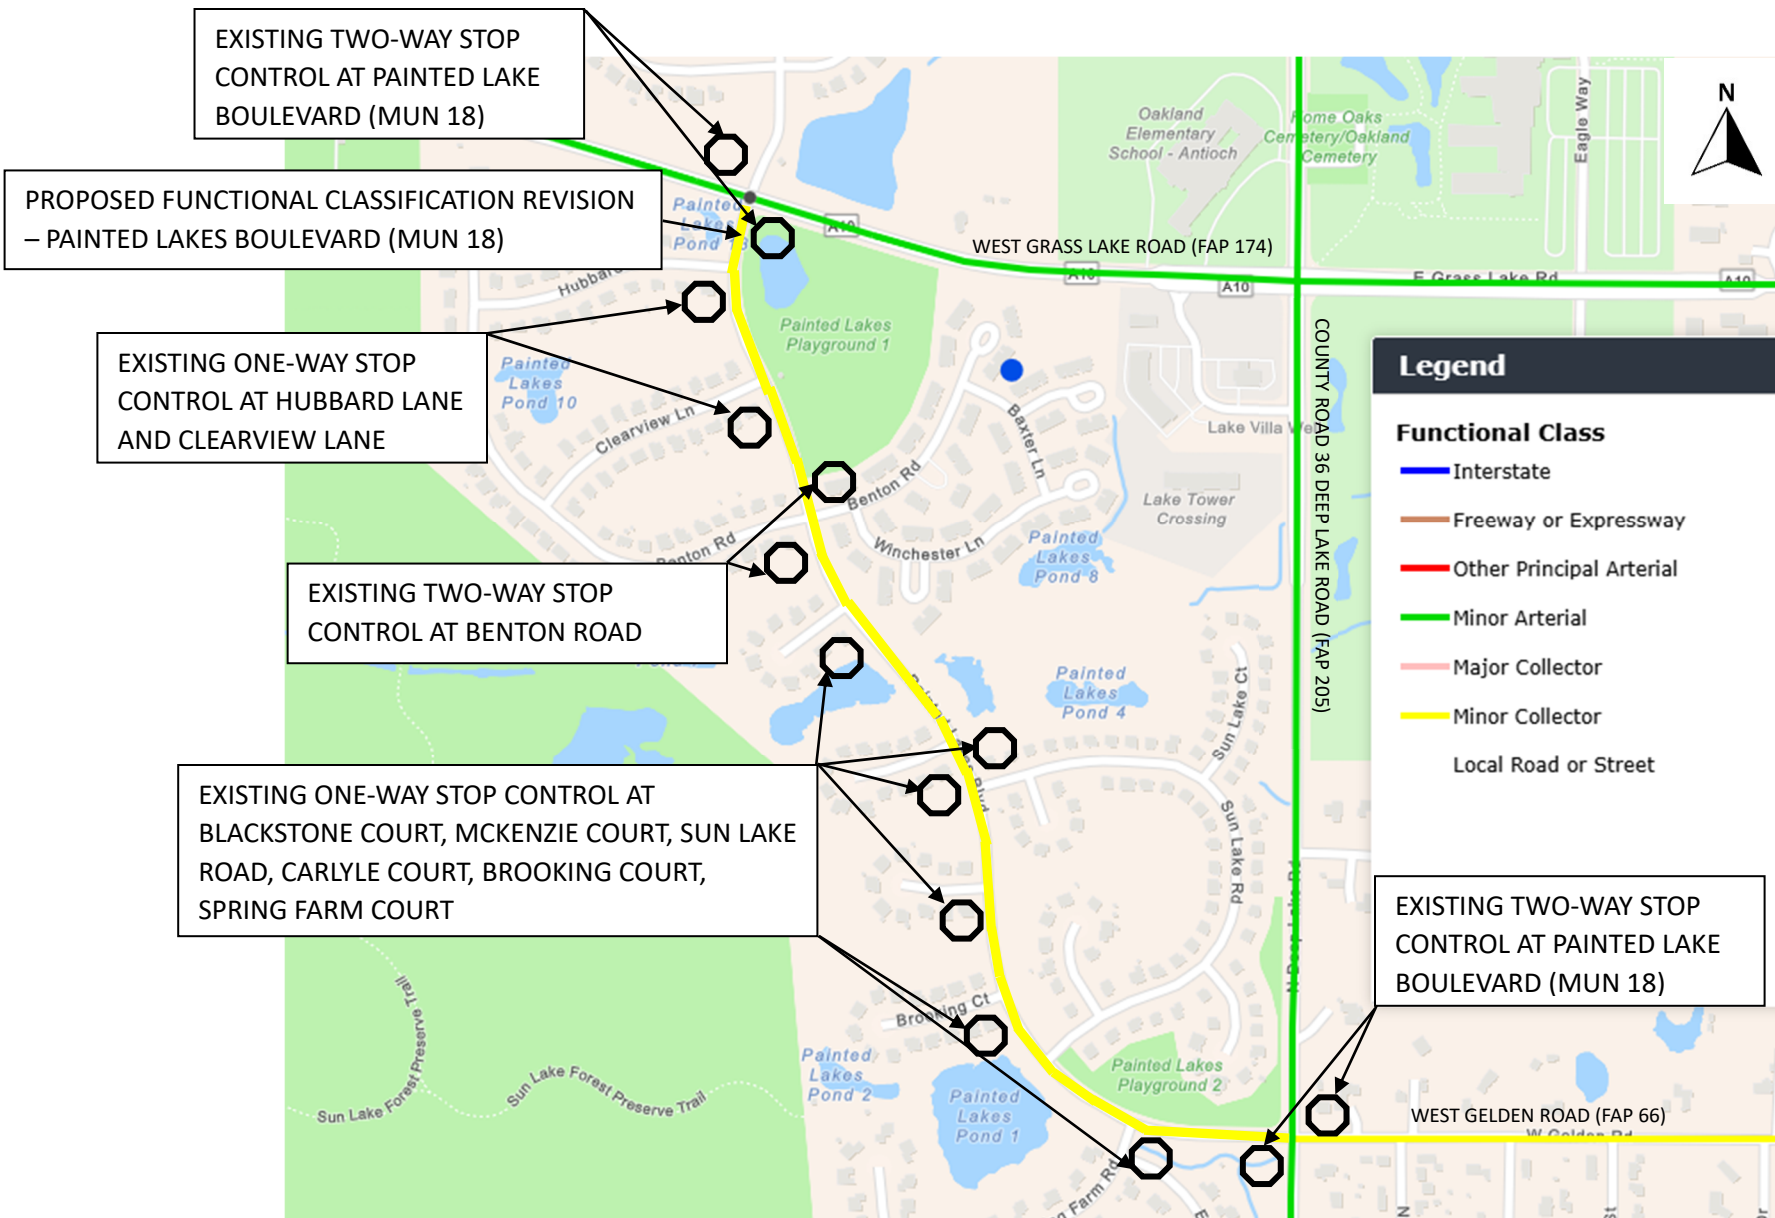 EXISTING TWO-WAY STOP
CONTROL AT PAINTED LAKE
BOULEVARD (MUN 18)
PROPOSED FUNCTIONAL CLASSIFICATION REVISION
– PAINTED LAKES BOULEVARD (MUN 18)
EXISTING ONE-WAY STOP
CONTROL AT HUBBARD LANE
AND CLEARVIEW LANE
EXISTING TWO-WAY STOP
CONTROL AT BENTON ROAD
EXISTING ONE-WAY STOP CONTROL AT
BLACKSTONE COURT, MCKENZIE COURT, SUN LAKE
ROAD, CARLYLE COURT, BROOKING COURT,
SPRING FARM COURT
EXISTING TWO-WAY STOP
CONTROL AT PAINTED LAKE
BOULEVARD (MUN 18)
N
Oakland
Elementary
School - Antioch
Home Oaks
Cemetery/Oakland
Cemetery
Eagle Way
Painted
Lakes
Pond
A10
WEST GRASS LAKE ROAD (FAP 174)
A10
A10
E Grass Lake Rd
A10
Hubbard
Painted Lakes
Playground 1
Painted
Lakes
Pond 10
Clearview Ln
Baxter Ln
Lake Villa
COUNTY ROAD 36 DEEP LAKE ROAD (FAP 205)
Benton Rd
Benton Rd
Winchester Ln
Lake Tower
Crossing
Painted
Lakes
Pond 8
Painted
Lakes
Pond 4
Sun Lake Ct
Sun Lake Rd
Blvd
N Deep Lake Rd
Brooking Ct
Painted
Lakes
Pond 2
Painted
Lakes
Pond 1
Painted Lakes
Playground 2
Sun Lake Forest Preserve Trail
Sun Lake Forest Preserve Trail
WEST GELDEN ROAD (FAP 66)
W Gelden Rd
Farm Rd
N
St
Legend
Functional Class
Interstate
Freeway or Expressway
Other Principal Arterial
Minor Arterial
Major Collector
Minor Collector
Local Road or Street